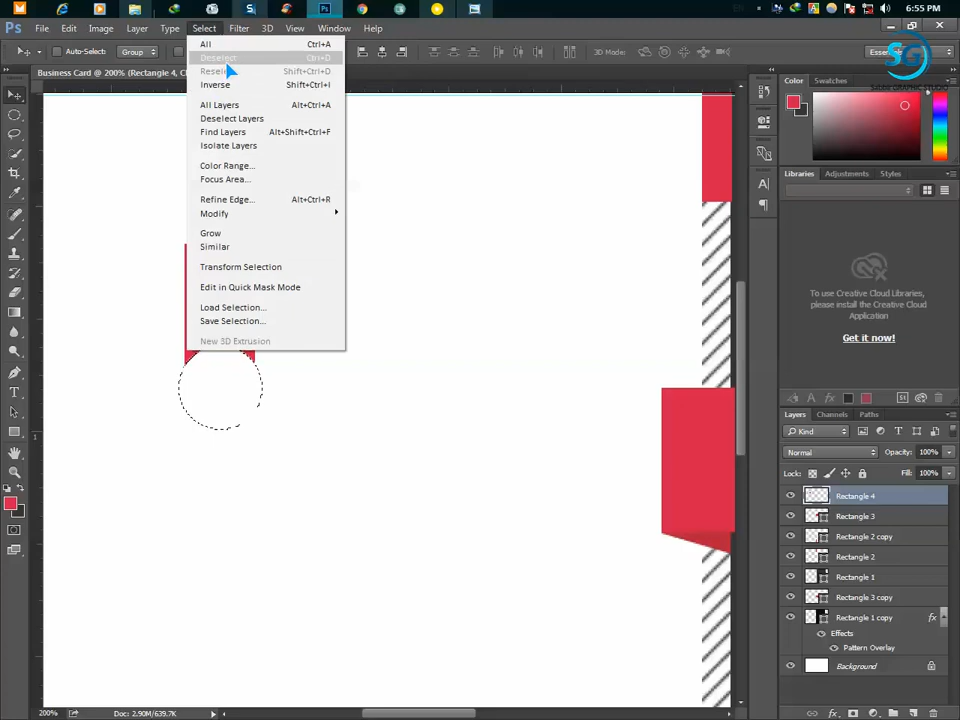 6:55 PM
Ps File Edit Image Layer Type Select Filter 3D View Window Help
Auto-Select: Group 3D Mode:
Business Card @ 200% (Rectangle 4, C
All Ctrl+A
Deselect Ctrl+D
Shift+Ctrl+D
Inverse Shift+Ctrl+I
All Layers Alt+Ctrl+A
Deselect Layers
Find Layers Alt+Shift+Ctrl+F
Isolate Layers
Color Range...
Focus Area...
Refine Edge... Alt+Ctrl+R
Modify
Grow
Similar
Transform Selection
Edit in Quick Mask Mode
Load Selection...
Save Selection...
New 3D Extrusion
Color Swatches
Libraries Adjustments Styles
To use Creative Cloud Libraries,
please install the Creative Cloud
Application
Get it now!
Layers Channels Paths
Kind
Normal Opacity: 100%
Lock: Fill: 100%
Rectangle 4
Rectangle 3
Rectangle 2 copy
Rectangle 2
Rectangle 1
Rectangle 3 copy
Rectangle 1 copy fx
Effects
Pattern Overlay
Background
200% Doc: 2.90M/639.7K